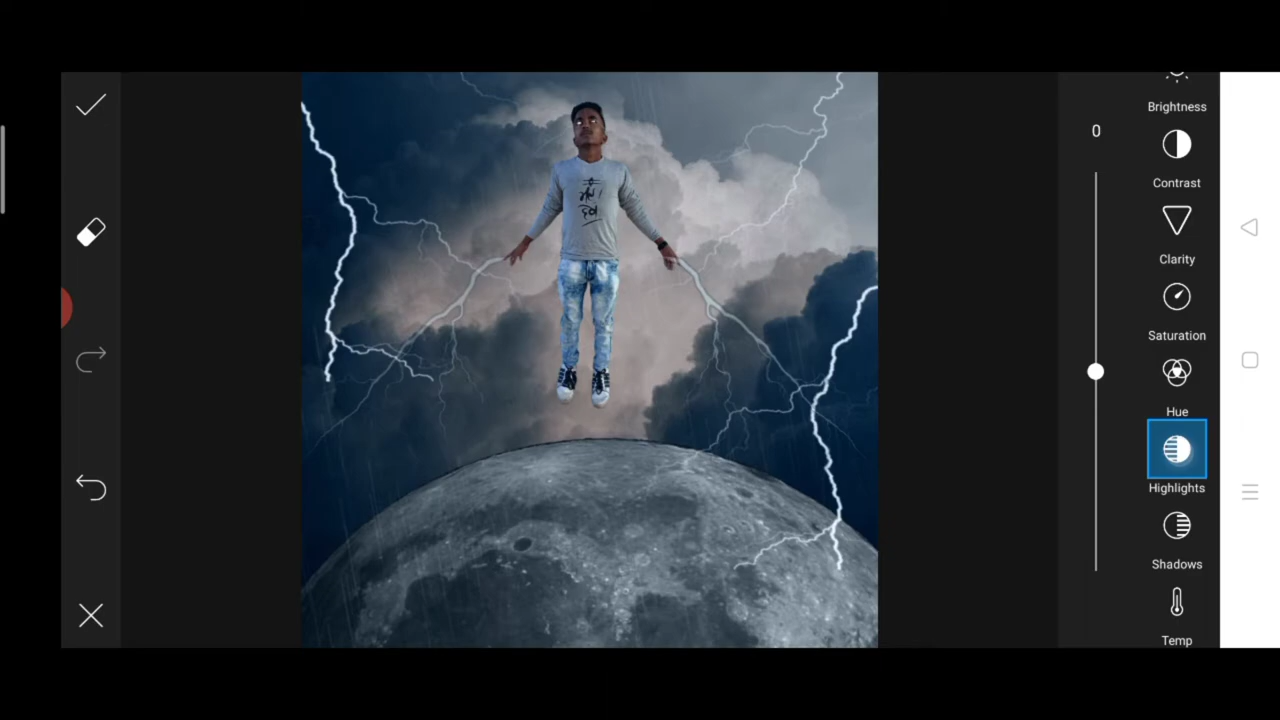 Brightness
0
Contrast
Clarity
Saturation
Hue
Highlights
Shadows
Temp